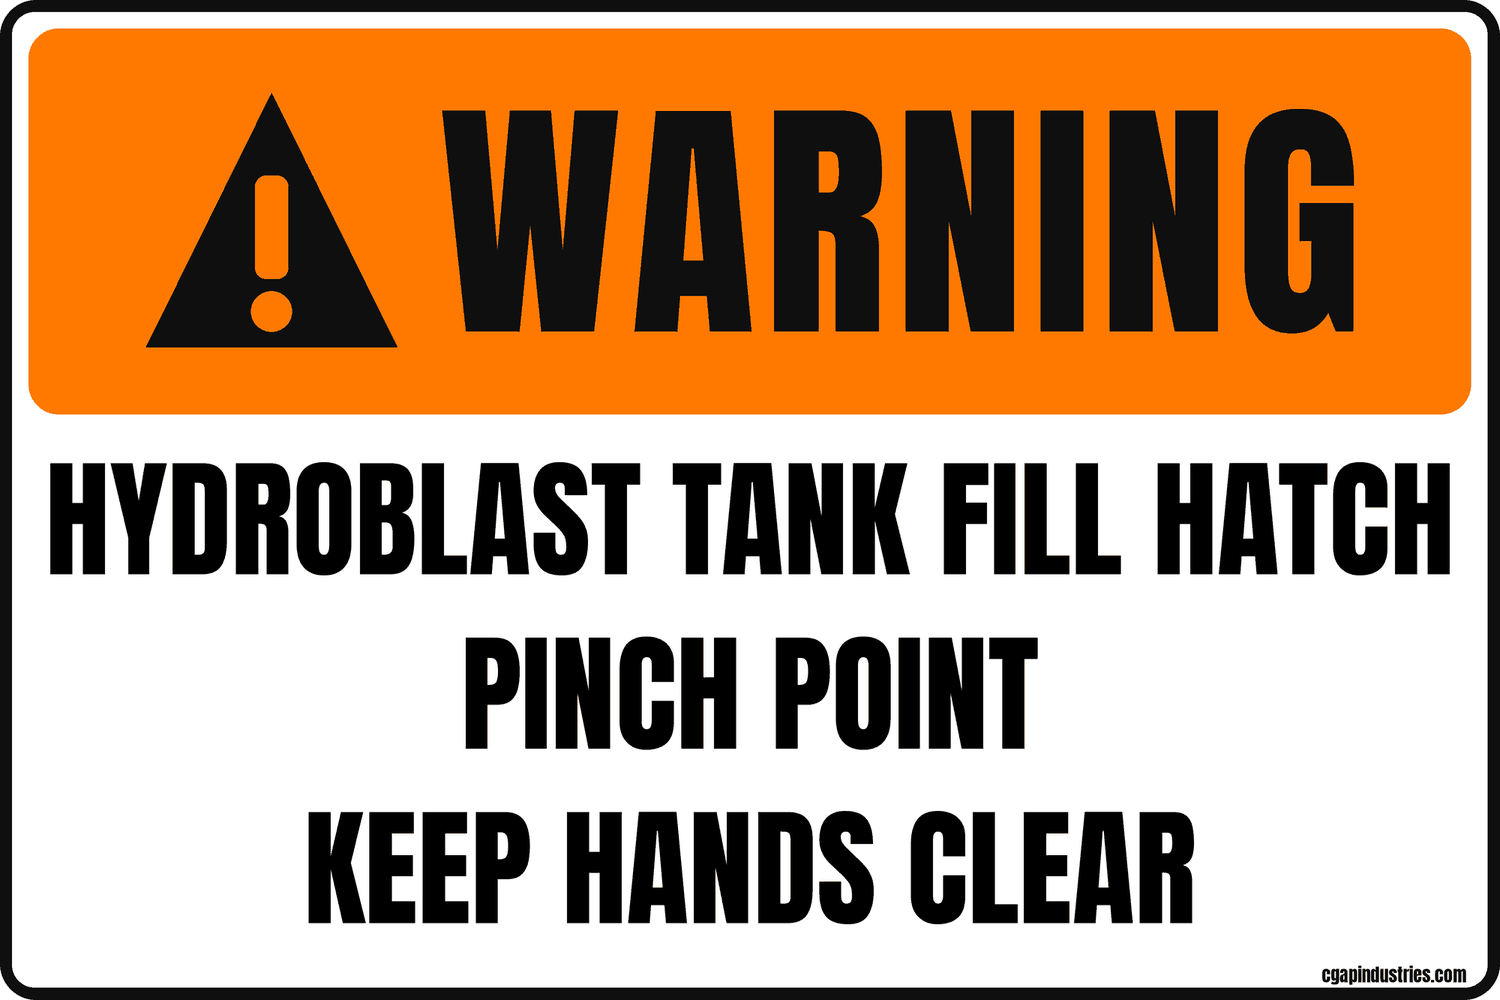 WARNING
HYDROBLAST TANK FILL HATCH
PINCH POINT
KEEP HANDS CLEAR
cgapindustries.com